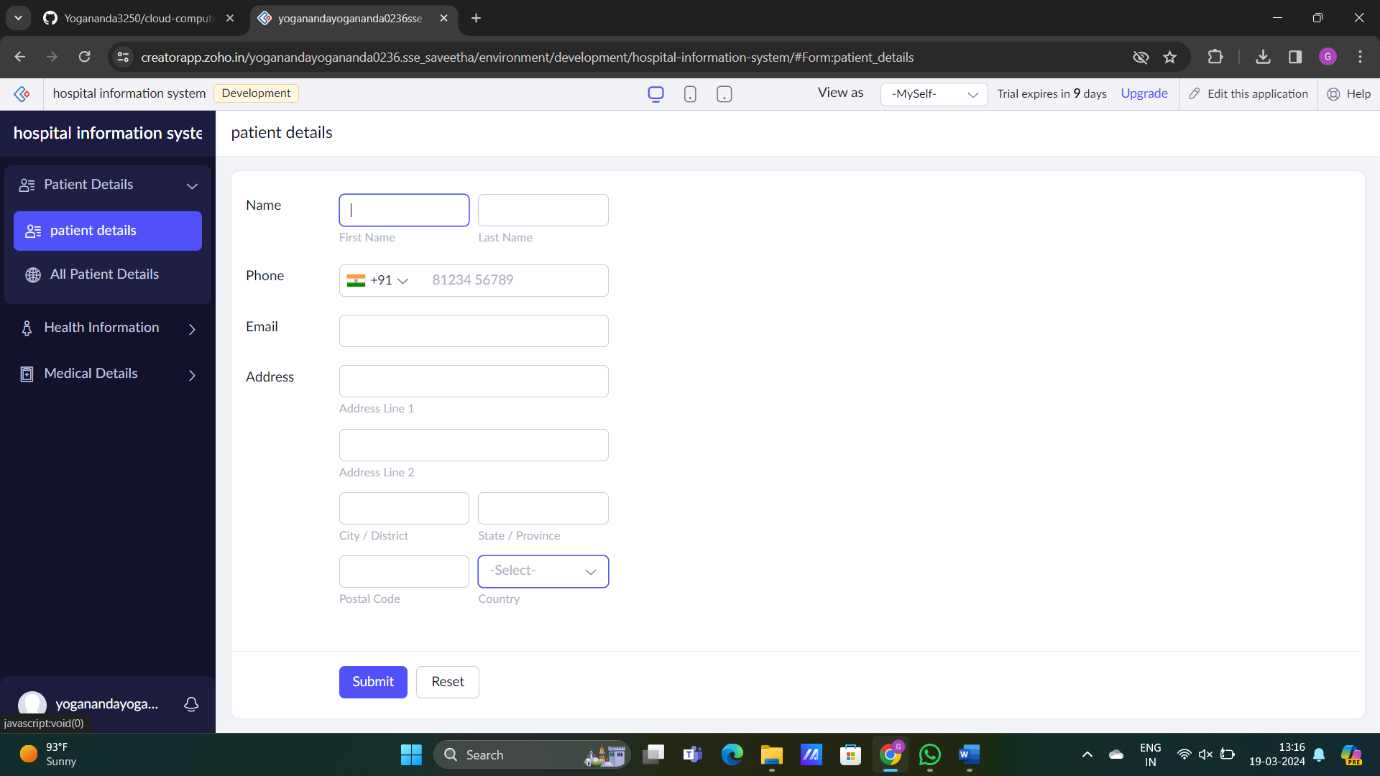 Yogananda3250/cloud-comput
yoganandayogananda0236sse
creatorapp.zoho.in/yoganandayogananda0236.sse_saveetha/environment/development/hospital-information-system/#Form:patient_details
G
hospital information system
Development
View as
-MySelf-
Trial expires in 9 days
Upgrade
Edit this application
Help
hospital information syste
Patient Details
patient details
All Patient Details
Health Information
Medical Details
yoganandayoga...
javascript:void(0)
patient details
Name
First Name
Last Name
Phone
+91
81234 56789
Email
Address
Address Line 1
Address Line 2
City / District
State / Province
-Select-
Postal Code
Country
Submit
Reset
93°F
Sunny
Search
G
W
ENG
IN
13:16
19-03-2024
PRE